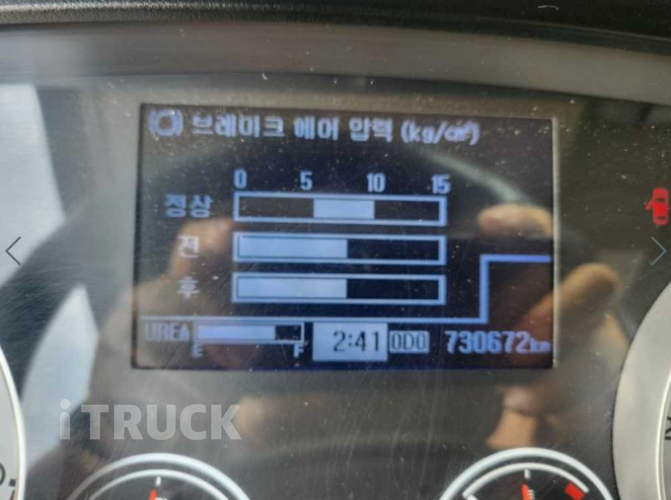 브레이크 에어 압력 (kg/㎠)
0 5 10 15
정상
전
후
UREA E F 2:41 ODO 730672km
iTRUCK